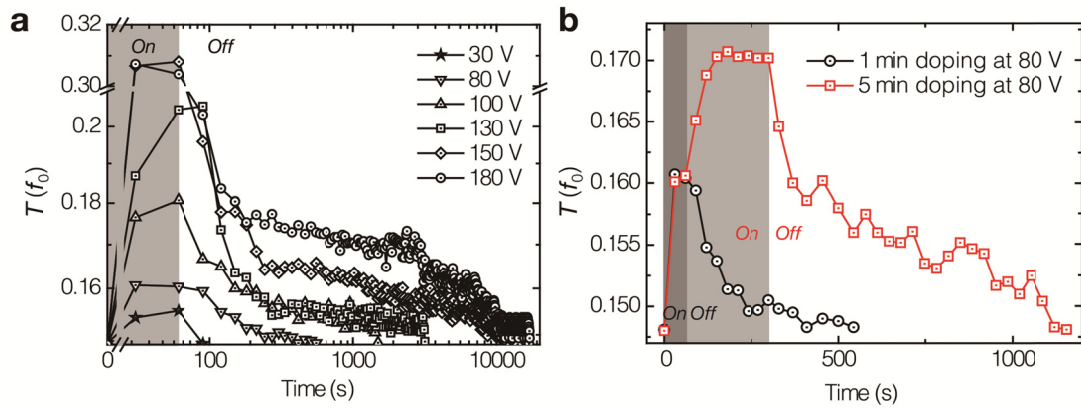 a
On
Off
30 V
80 V
100 V
130 V
150 V
180 V
T(f0)
0.32
0.30
0.2
0.18
0.16
0
100
1000
10000
Time (s)
b
1 min doping at 80 V
5 min doping at 80 V
On Off
On Off
T(f0)
0.170
0.165
0.160
0.155
0.150
0
500
1000
Time (s)